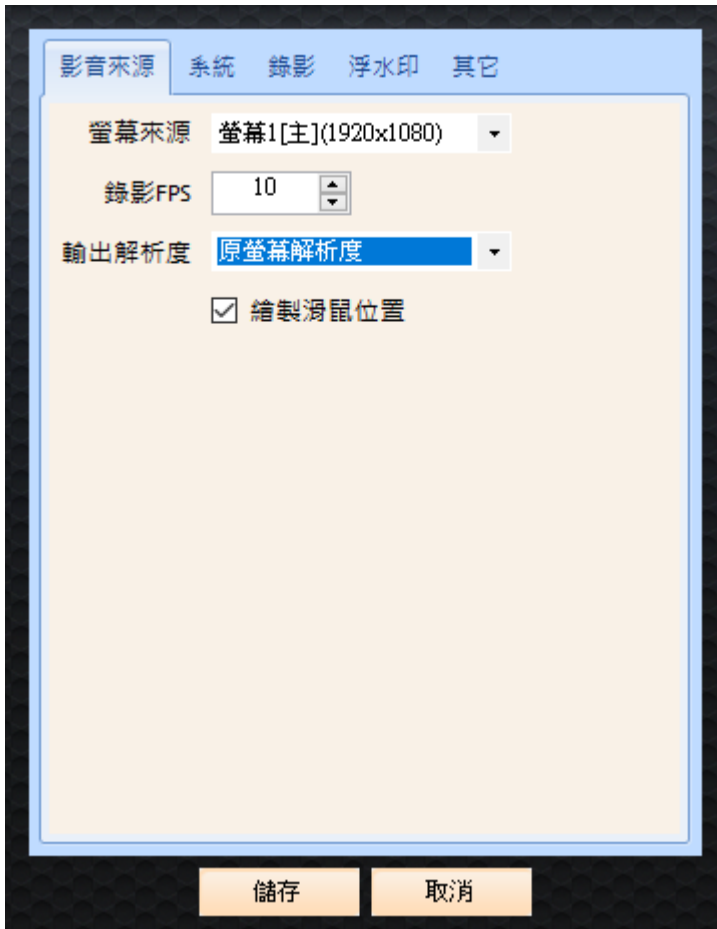 影音來源 系統 錄影 浮水印 其它
螢幕來源 螢幕1[主](1920x1080)
錄影FPS 10
輸出解析度 原螢幕解析度
繪製滑鼠位置
儲存 取消